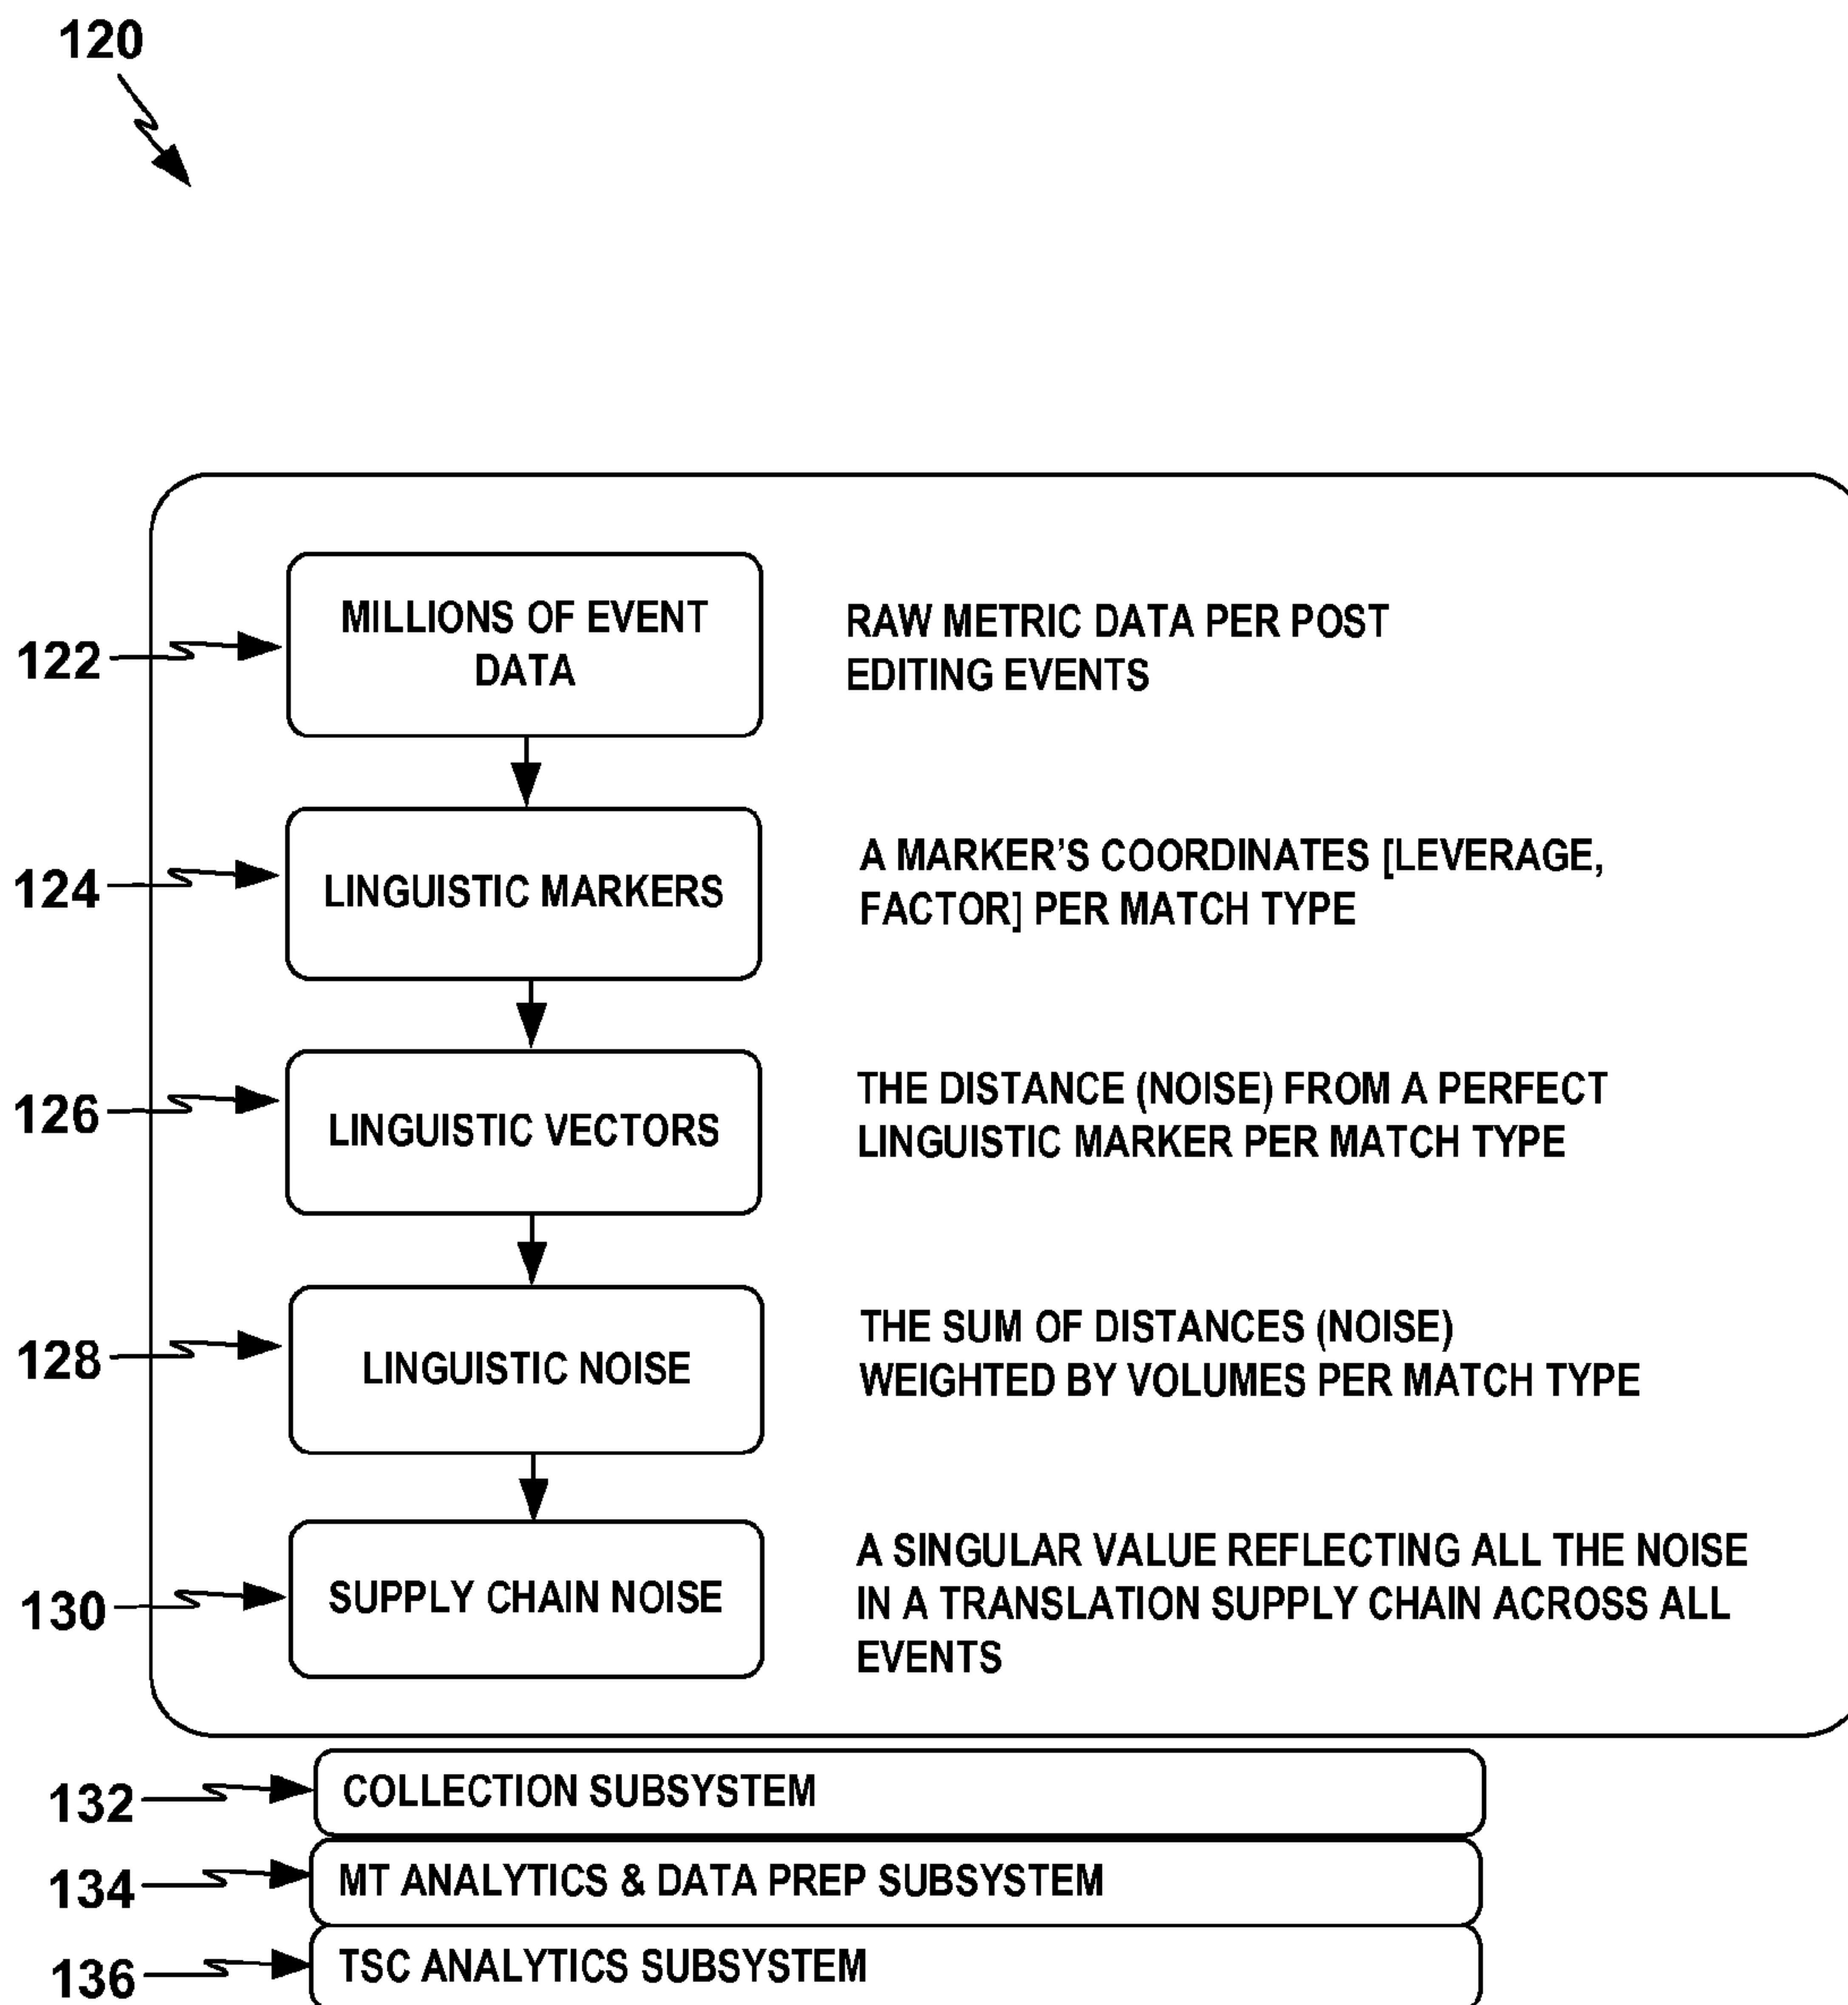 120
122
MILLIONS OF EVENT
DATA
RAW METRIC DATA PER POST
EDITING EVENTS
124
LINGUISTIC MARKERS
A MARKER'S COORDINATES [LEVERAGE,
FACTOR] PER MATCH TYPE
126
LINGUISTIC VECTORS
THE DISTANCE (NOISE) FROM A PERFECT
LINGUISTIC MARKER PER MATCH TYPE
128
LINGUISTIC NOISE
THE SUM OF DISTANCES (NOISE)
WEIGHTED BY VOLUMES PER MATCH TYPE
130
SUPPLY CHAIN NOISE
A SINGULAR VALUE REFLECTING ALL THE NOISE
IN A TRANSLATION SUPPLY CHAIN ACROSS ALL
EVENTS
132
COLLECTION SUBSYSTEM
134
MT ANALYTICS & DATA PREP SUBSYSTEM
136
TSC ANALYTICS SUBSYSTEM